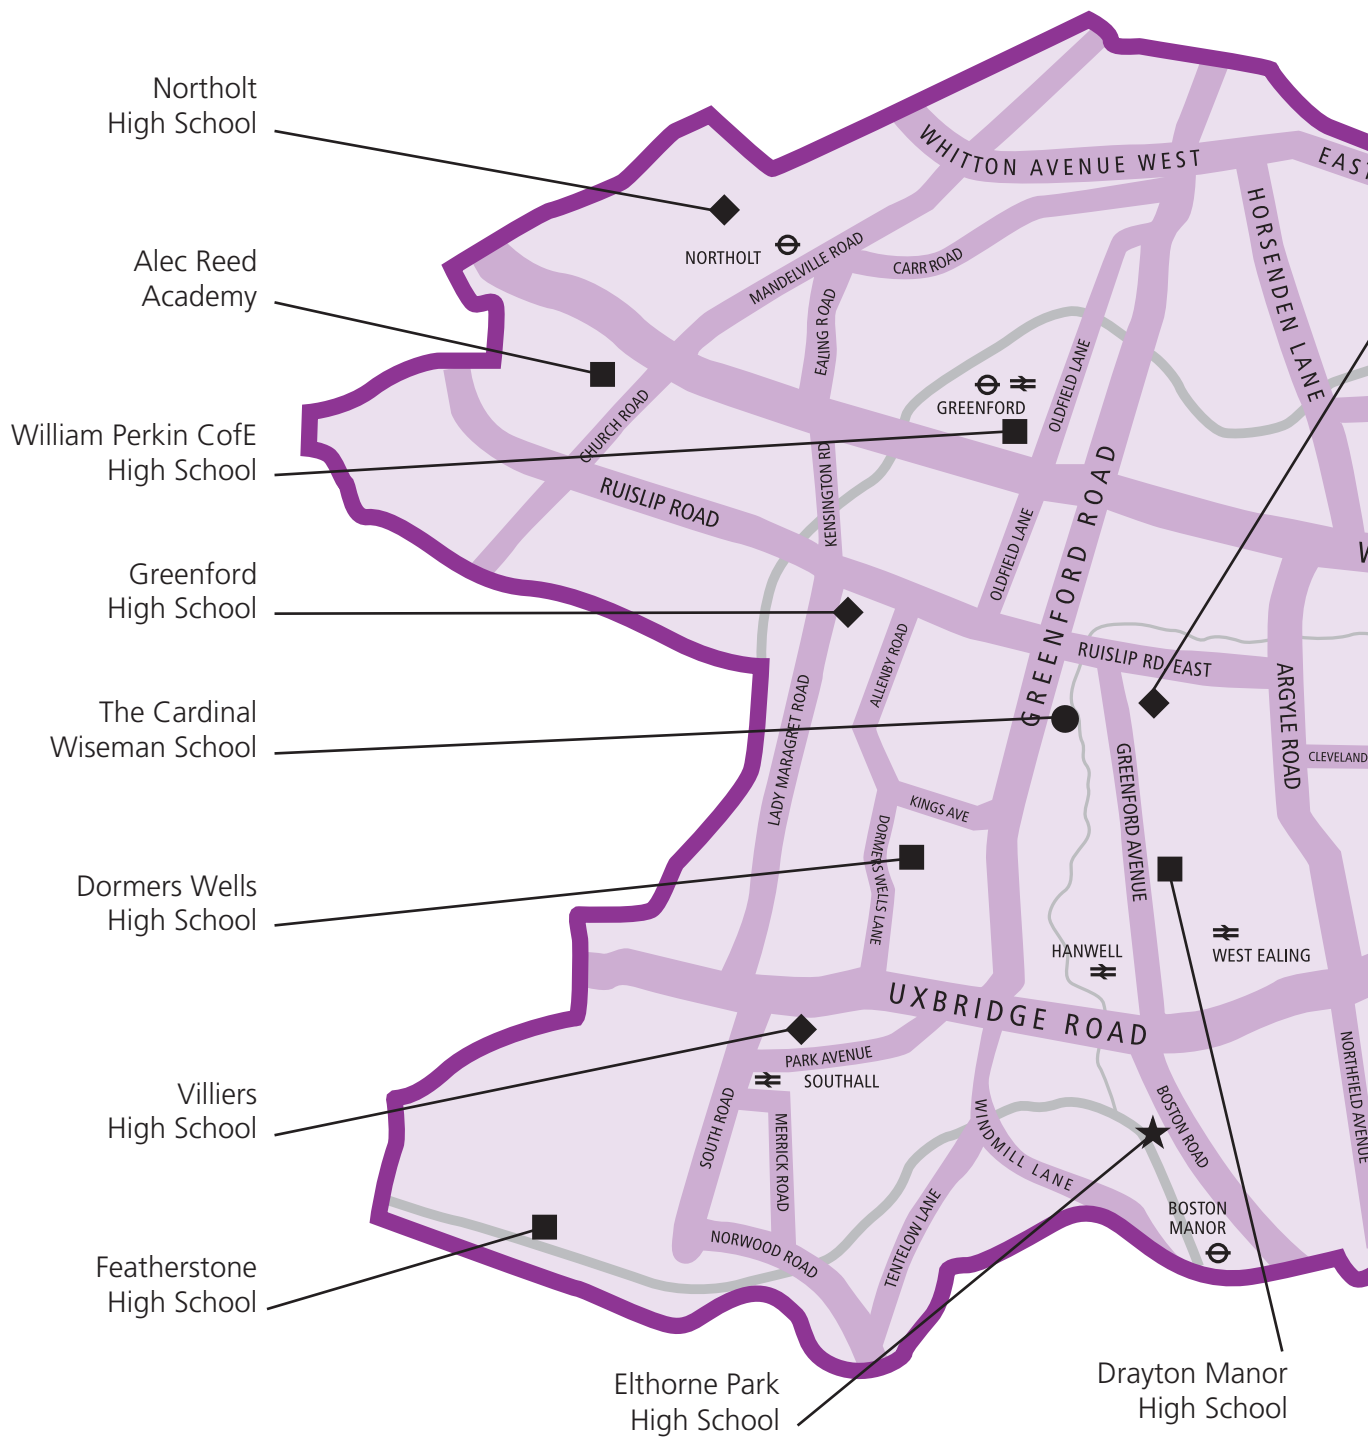 Northolt
High School
Alec Reed
Academy
William Perkin CofE
High School
Greenford
High School
The Cardinal
Wiseman School
Dormers Wells
High School
Villiers
High School
Featherstone
High School
Elthorne Park
High School
Drayton Manor
High School
WHITTON AVENUE WEST
EAST
HORSENDEN LANE
NORTHOLT
MANDELVILLE ROAD
CARR ROAD
EALING ROAD
OLDFIELD LANE
GREENFORD
CHURCH ROAD
KENSINGTON RD
RUISLIP ROAD
OLDFIELD LANE
GREENFORD ROAD
W
ALLENBY ROAD
RUISLIP RD EAST
ARGYLE ROAD
LADY MARAGRET ROAD
CLEVELAND
GREENFORD AVENUE
KINGS AVE
DORMERS WELLS LANE
HANWELL
WEST EALING
UXBRIDGE ROAD
PARK AVENUE
SOUTHALL
NORTHFIELD AVENUE
SOUTH ROAD
MERRICK ROAD
WINDMILL LANE
BOSTON ROAD
BOSTON
MANOR
TENTELOW LANE
NORWOOD ROAD